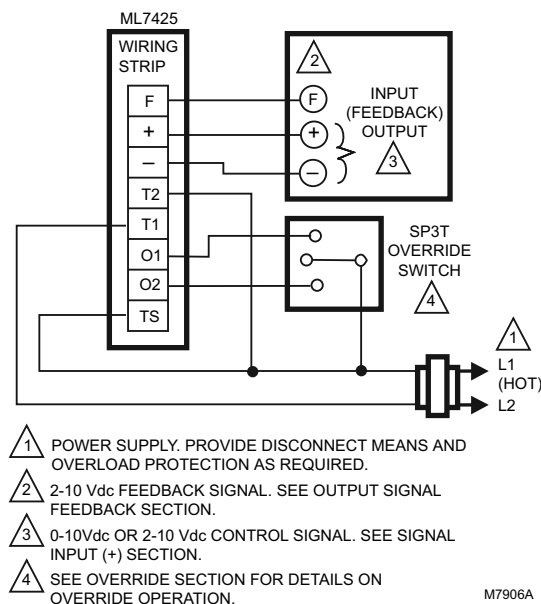 ML7425
WIRING
STRIP
F
+
–
T2
T1
O1
O2
TS
2
F
INPUT
(FEEDBACK)
OUTPUT
+
–
3
SP3T
OVERRIDE
SWITCH
4
1
L1
(HOT)
L2
1 POWER SUPPLY. PROVIDE DISCONNECT MEANS AND
OVERLOAD PROTECTION AS REQUIRED.
2 2-10 Vdc FEEDBACK SIGNAL. SEE OUTPUT SIGNAL
FEEDBACK SECTION.
3 0-10Vdc OR 2-10 Vdc CONTROL SIGNAL. SEE SIGNAL
INPUT (+) SECTION.
4 SEE OVERRIDE SECTION FOR DETAILS ON
OVERRIDE OPERATION.
M7906A